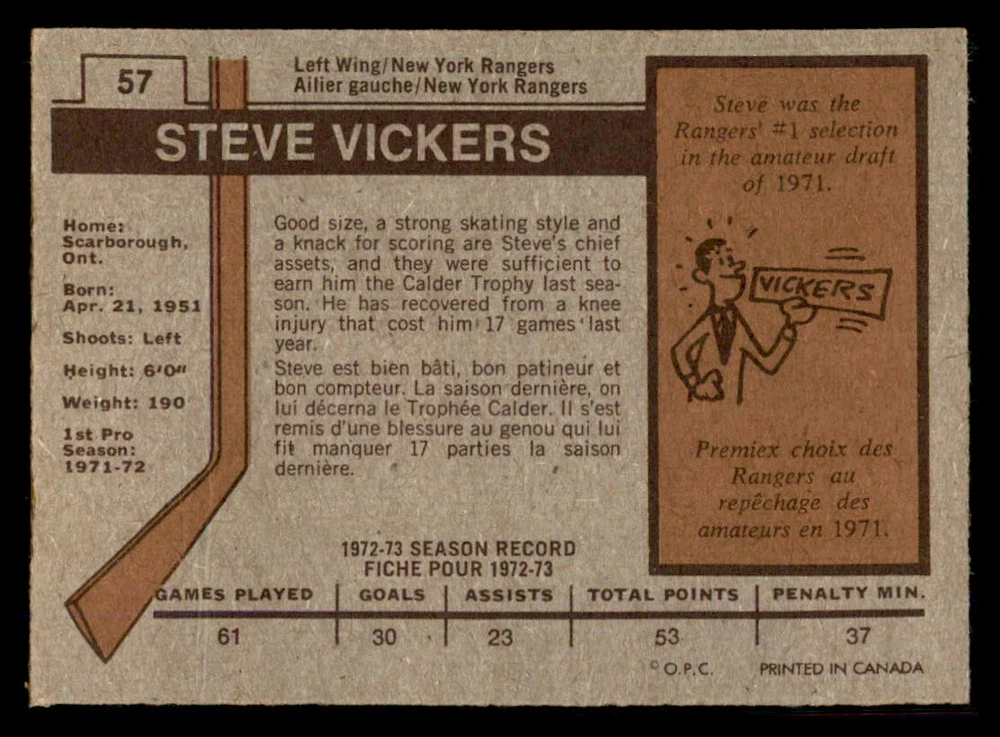 57
Left Wing/New York Rangers
Ailier gauche/New York Rangers
STEVE VICKERS
Home:
Scarborough,
Ont.
Born:
Apr. 21, 1951
Shoots: Left
Height: 6'0"
Weight: 190
1st Pro
Season:
1971-72
Good size, a strong skating style and
a knack for scoring are Steve's chief
assets, and they were sufficient to
earn him the Calder Trophy last sea-
son. He has recovered from a knee
injury that cost him 17 games last
year.
Steve est bien bâti, bon patineur et
bon compteur. La saison dernière, on
lui décerna le Trophée Calder. Il s'est
remis d'une blessure au genou qui lui
fit manquer 17 parties la saison
dernière.
Steve was the
Rangers' #1 selection
in the amateur draft
of 1971.
VICKERS
Premiex choix des
Rangers au
repêchage des
amateurs en 1971.
1972-73 SEASON RECORD
FICHE POUR 1972-73
GAMES PLAYED GOALS ASSISTS TOTAL POINTS PENALTY MIN.
61 30 23 53 37
© O.P.C. PRINTED IN CANADA